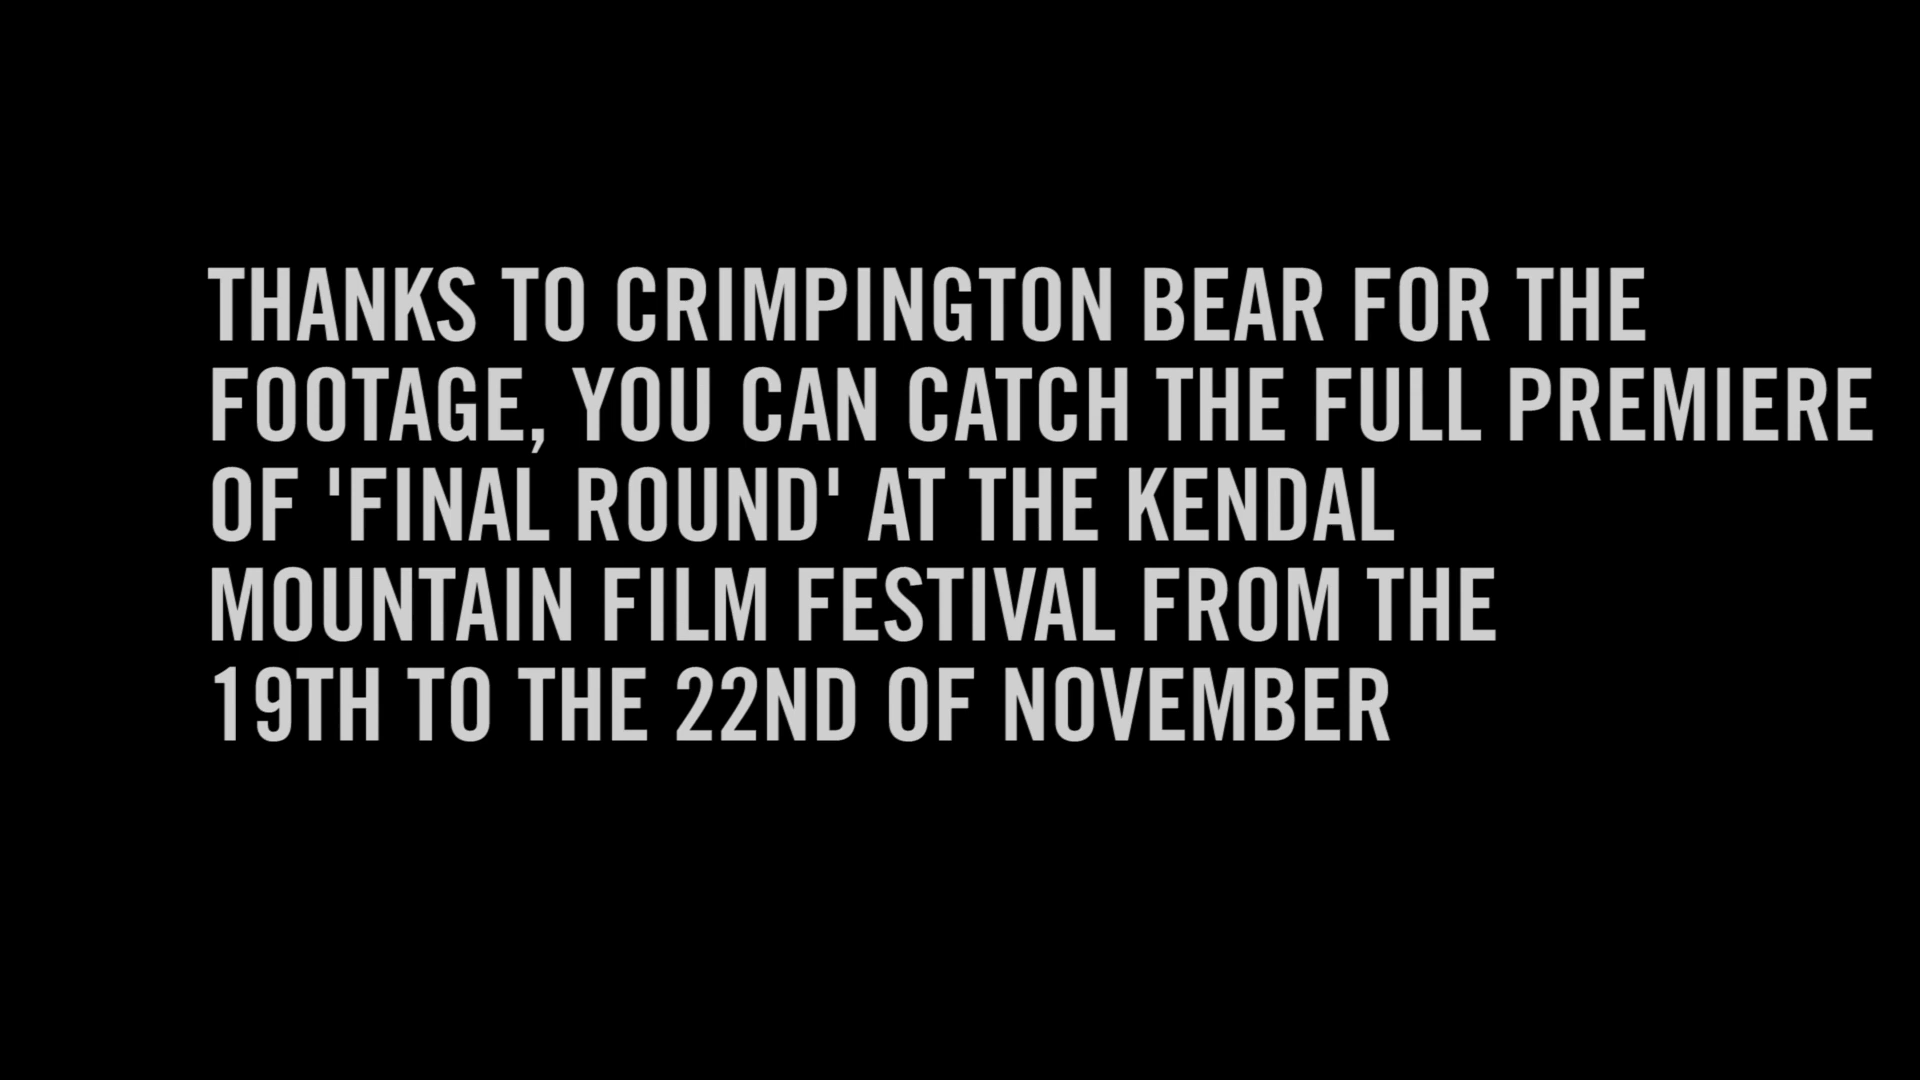 THANKS TO CRIMPINGTON BEAR FOR THE
FOOTAGE, YOU CAN CATCH THE FULL PREMIERE
OF 'FINAL ROUND' AT THE KENDAL
MOUNTAIN FILM FESTIVAL FROM THE
19TH TO THE 22ND OF NOVEMBER